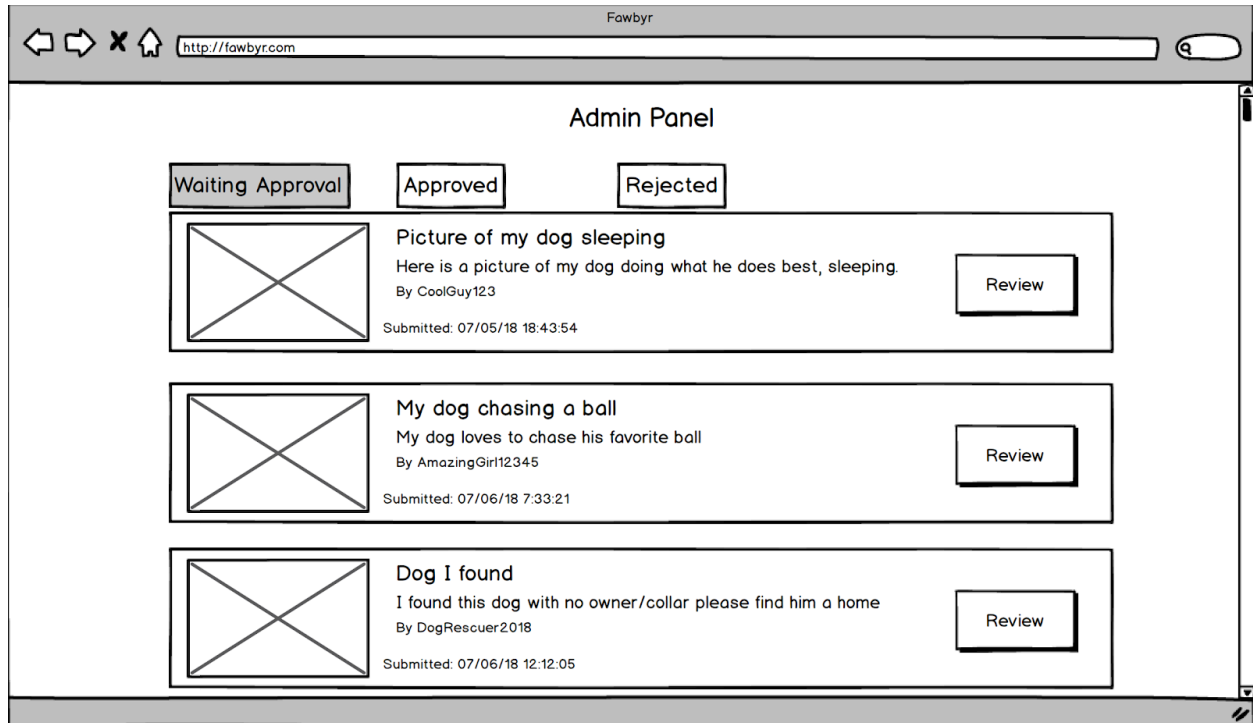 Fawbyr
http://fawbyr.com
Admin Panel
Waiting Approval Approved Rejected
Picture of my dog sleeping
Here is a picture of my dog doing what he does best, sleeping.
By CoolGuy123
Submitted: 07/05/18 18:43:54
Review
My dog chasing a ball
My dog loves to chase his favorite ball
By AmazingGirl12345
Submitted: 07/06/18 7:33:21
Review
Dog I found
I found this dog with no owner/collar please find him a home
By DogRescuer2018
Submitted: 07/06/18 12:12:05
Review